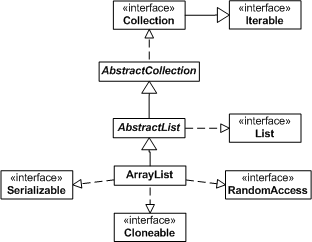 «interface»
Collection
«interface»
Iterable
AbstractCollection
AbstractList
«interface»
List
«interface»
Serializable
ArrayList
«interface»
RandomAccess
«interface»
Cloneable